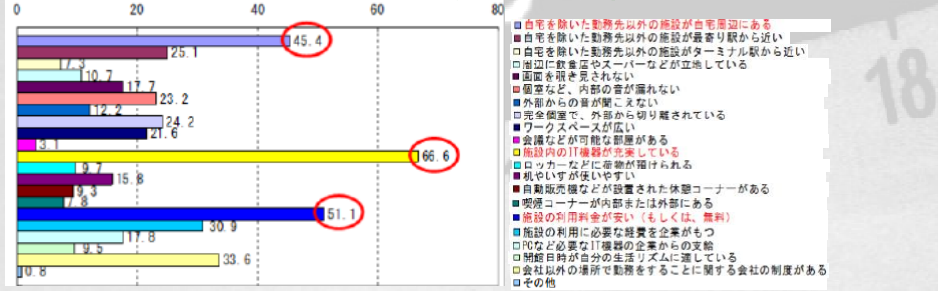 0 20 40 60 80
45.4
25.1
7.3
10.7
17.7
23.2
12.2
24.2
21.6
3.1
66.6
9.7
15.8
9.3
7.8
51.1
30.9
17.8
9.5
33.6
0.8
自宅を除いた勤務先以外の施設が自宅周辺にある
自宅を除いた勤務先以外の施設が最寄り駅から近い
自宅を除いた勤務先以外の施設がターミナル駅から近い
周辺に飲食店やスーパーなどが立地している
画面を覗き見されない
個室など、内部の音が漏れない
外部からの音が聞こえない
完全個室で、外部から切り離されている
ワークスペースが広い
会議などが可能な部屋がある
施設内のIT機器が充実している
ロッカーなどに荷物が預けられる
机やいすが使いやすい
自動販売機などが設置された休憩コーナーがある
喫煙コーナーが内部または外部にある
施設の利用料金が安い（もしくは、無料）
施設の利用に必要な経費を企業がもつ
PCなど必要なIT機器の企業からの支給
開館日時が自分の生活リズムに適している
会社以外の場所で勤務をすることに関する会社の制度がある
その他
18